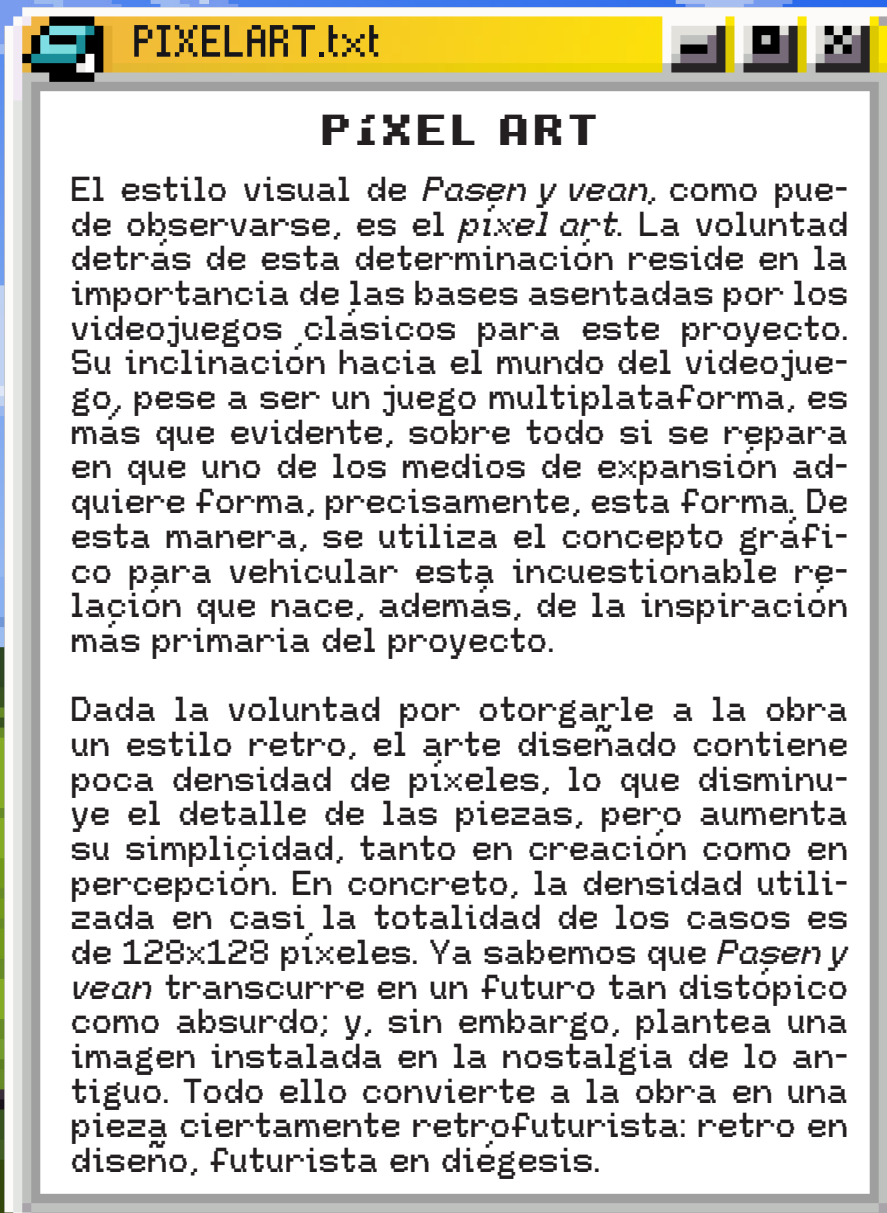 PIXELART.txt
PíXEL ART
El estilo visual de Pasen y vean, como pue-
de observarse, es el píxel art. La voluntad
detrás de esta determinación reside en la
importancia de las bases asentadas por los
videojuegos clásicos para este proyecto.
Su inclinación hacia el mundo del videojue-
go, pese a ser un juego multiplataforma, es
más que evidente, sobre todo si se repara
en que uno de los medios de expansión ad-
quiere forma, precisamente, esta forma. De
esta manera, se utiliza el concepto gráfi-
co para vehicular esta incuestionable re-
lación que nace, además, de la inspiración
más primaria del proyecto.
Dada la voluntad por otorgarle a la obra
un estilo retro, el arte diseñado contiene
poca densidad de píxeles, lo que disminu-
ye el detalle de las piezas, pero aumenta
su simplicidad, tanto en creación como en
percepción. En concreto, la densidad utili-
zada en casi la totalidad de los casos es
de 128x128 píxeles. Ya sabemos que Pasen y
vean transcurre en un futuro tan distópico
como absurdo; y, sin embargo, plantea una
imagen instalada en la nostalgia de lo an-
tiguo. Todo ello convierte a la obra en una
pieza ciertamente retrofuturista: retro en
diseño, futurista en diégesis.